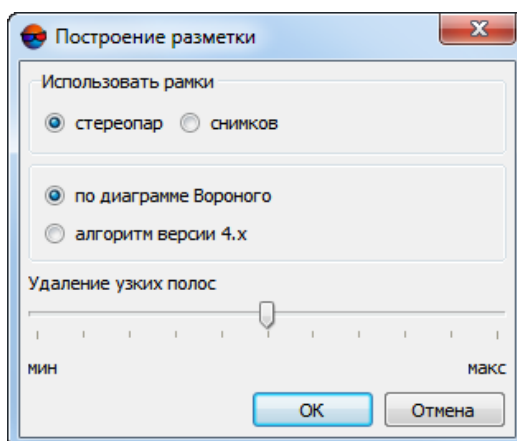 Построение разметки
Использовать рамки
стереопар снимков
по диаграмме Вороного
алгоритм версии 4.x
Удаление узких полос
мин макс
OK Отмена